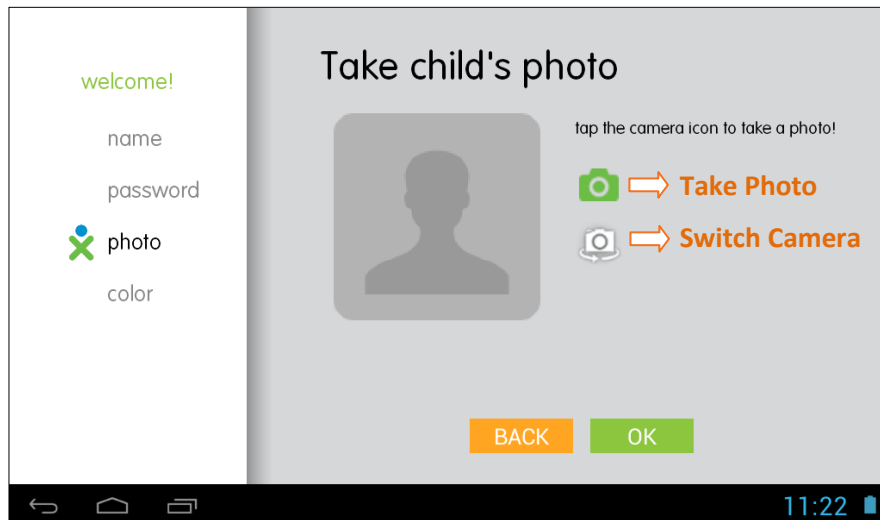 welcome!
name
password
photo
color
Take child's photo
tap the camera icon to take a photo!
Take Photo
Switch Camera
BACK OK
11:22